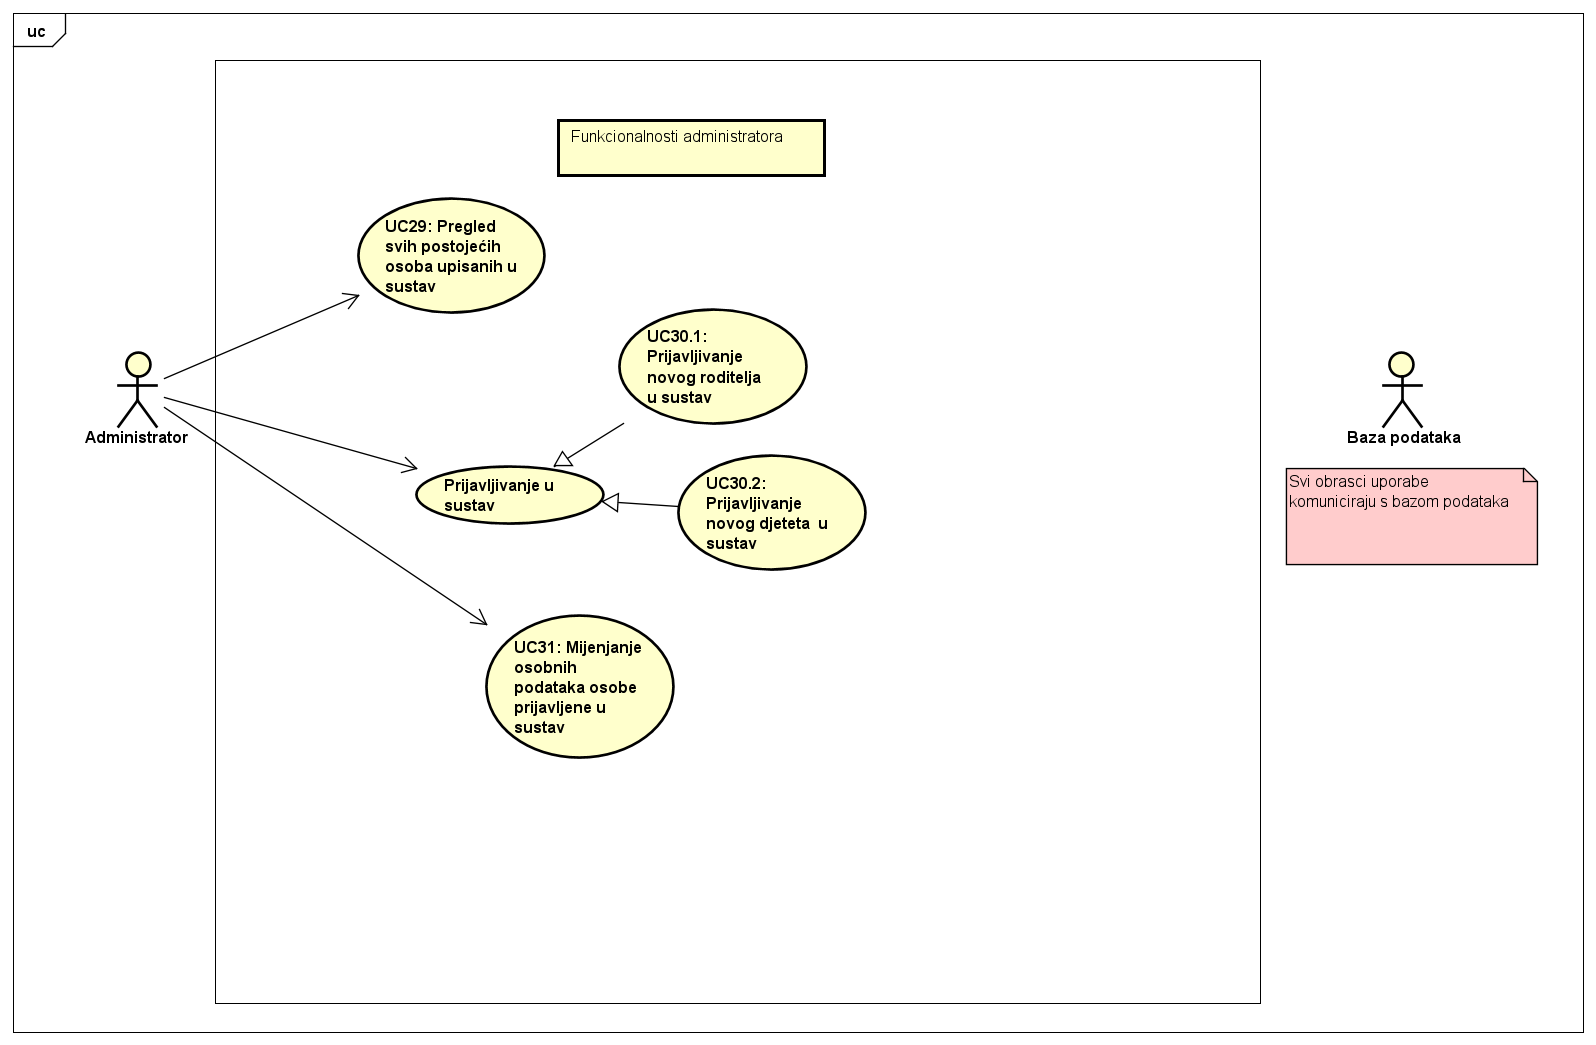 uc
Funkcionalnosti administratora
UC29: Pregled
svih postojećih
osoba upisanih u
sustav
UC30.1:
Prijavljivanje
novog roditelja
u sustav
Administrator
Baza podataka
Prijavljivanje u
sustav
UC30.2:
Prijavljivanje
novog djeteta  u
sustav
Svi obrasci uporabe
komuniciraju s bazom podataka
UC31: Mijenjanje
osobnih
podataka osobe
prijavljene u
sustav